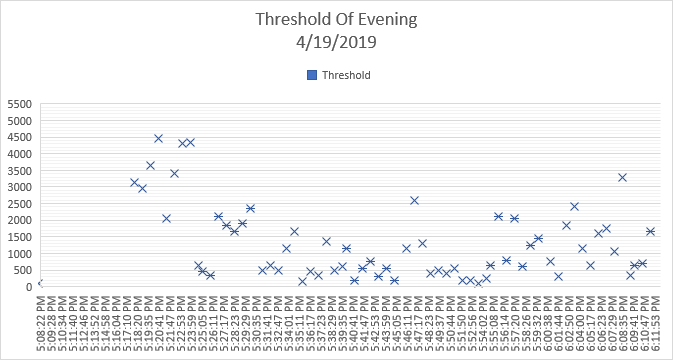 Threshold Of Evening
4/19/2019
Threshold
5500
5000
4500
4000
3500
3000
2500
2000
1500
1000
500
0
5:08:22 PM
5:09:28 PM
5:10:34 PM
5:11:40 PM
5:12:46 PM
5:13:52 PM
5:14:58 PM
5:16:04 PM
5:17:10 PM
5:18:20 PM
5:19:35 PM
5:20:41 PM
5:21:47 PM
5:22:53 PM
5:23:59 PM
5:25:05 PM
5:26:11 PM
5:27:17 PM
5:28:23 PM
5:29:29 PM
5:30:35 PM
5:31:41 PM
5:32:47 PM
5:34:01 PM
5:35:11 PM
5:36:17 PM
5:37:23 PM
5:38:29 PM
5:39:35 PM
5:40:41 PM
5:41:47 PM
5:42:53 PM
5:43:59 PM
5:45:05 PM
5:46:11 PM
5:47:17 PM
5:48:23 PM
5:49:37 PM
5:50:44 PM
5:51:50 PM
5:52:56 PM
5:54:02 PM
5:55:08 PM
5:56:14 PM
5:57:20 PM
5:58:26 PM
5:59:32 PM
6:00:38 PM
6:01:44 PM
6:02:50 PM
6:04:00 PM
6:05:17 PM
6:06:23 PM
6:07:29 PM
6:08:35 PM
6:09:41 PM
6:10:47 PM
6:11:53 PM